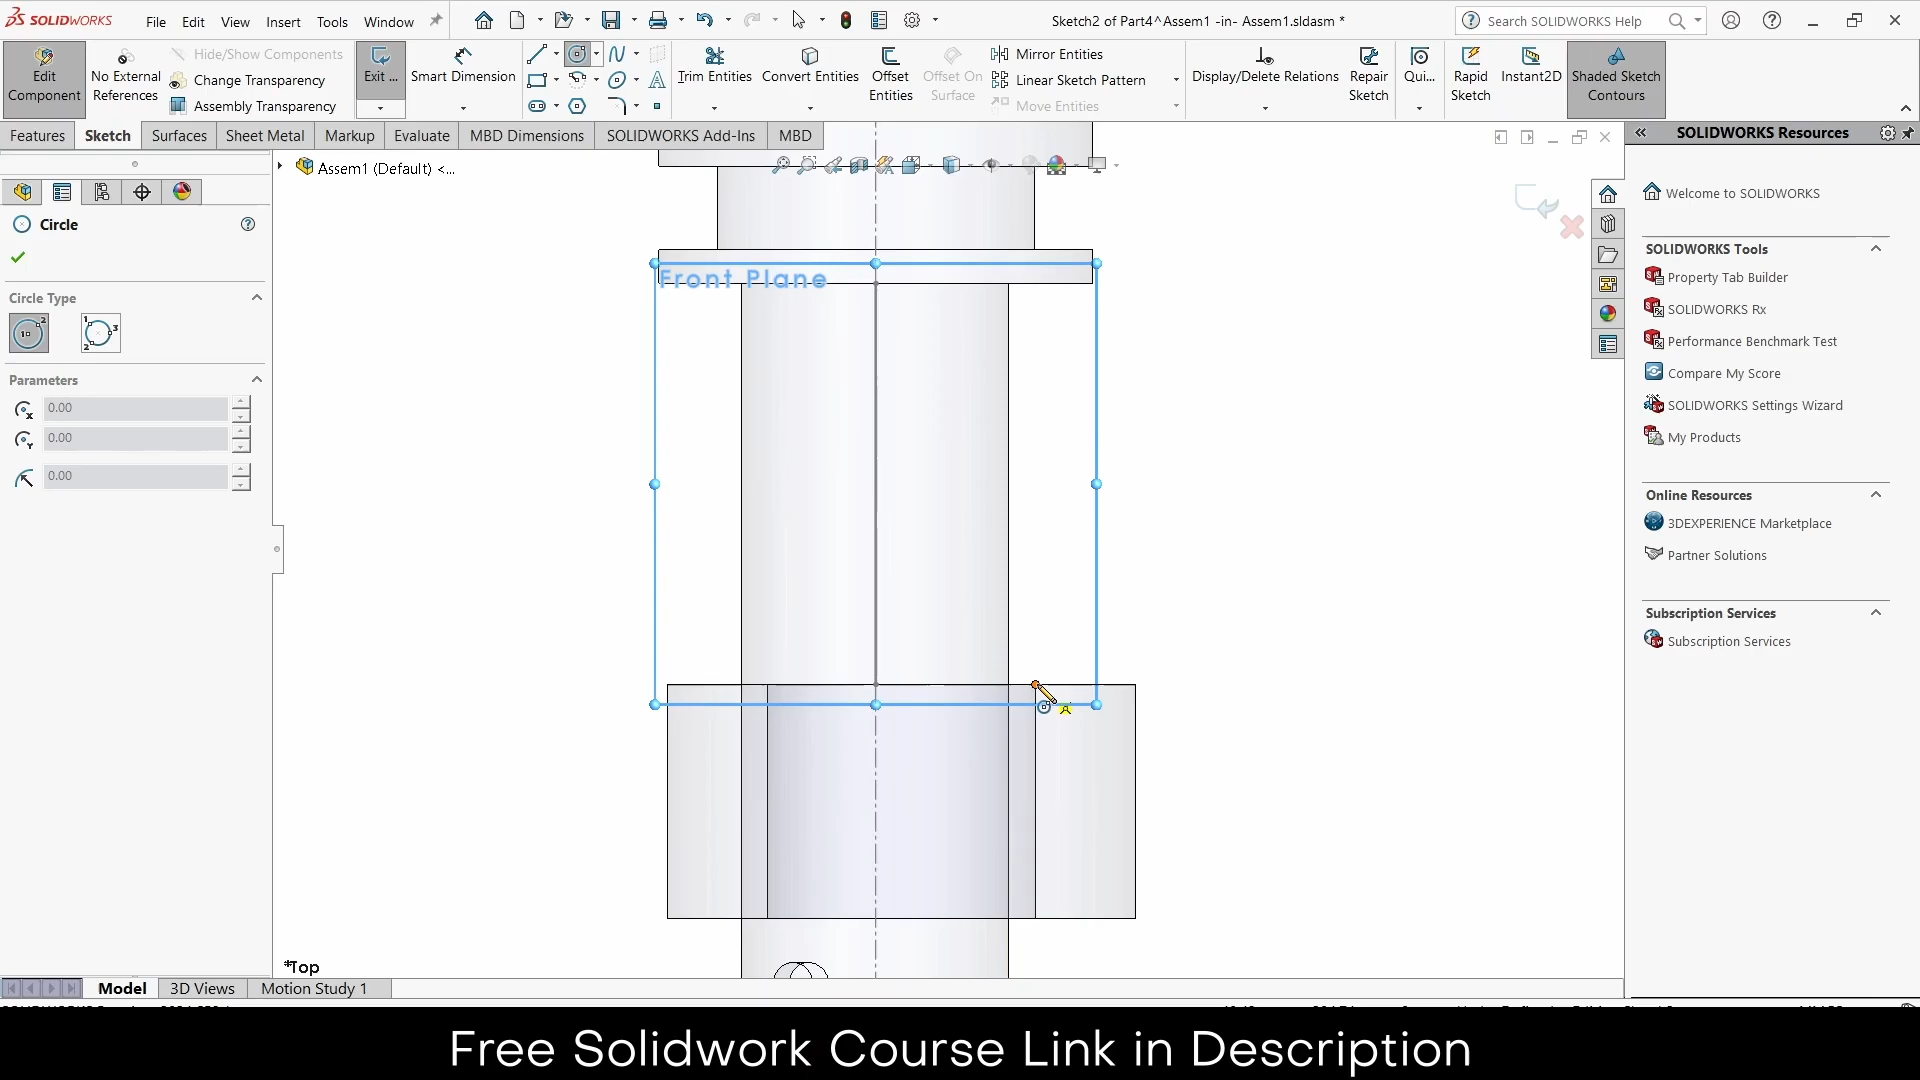 SOLIDWORKS
File Edit View Insert Tools Window
Sketch2 of Part4^Assem1 -in- Assem1.sldasm *
Search SOLIDWORKS Help
Edit Component
No External References
Hide/Show Components
Change Transparency
Assembly Transparency
Exit ...
Smart Dimension
Trim Entities
Convert Entities
Offset Entities
Offset On Surface
Mirror Entities
Linear Sketch Pattern
Move Entities
Display/Delete Relations
Repair Sketch
Qui...
Rapid Sketch
Instant2D
Shaded Sketch Contours
Features Sketch Surfaces Sheet Metal Markup Evaluate MBD Dimensions SOLIDWORKS Add-Ins MBD
SOLIDWORKS Resources
Assem1 (Default) <...
Circle
Circle Type
Parameters
0.00
0.00
0.00
Front Plane
*Top
Welcome to SOLIDWORKS
SOLIDWORKS Tools
Property Tab Builder
SOLIDWORKS Rx
Performance Benchmark Test
Compare My Score
SOLIDWORKS Settings Wizard
My Products
Online Resources
3DEXPERIENCE Marketplace
Partner Solutions
Subscription Services
Subscription Services
Model 3D Views Motion Study 1
Free Solidwork Course Link in Description